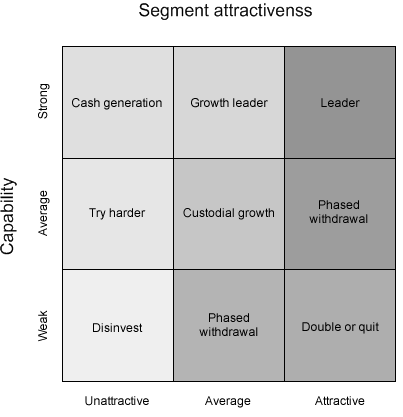 Segment attractivenss
Capability
Strong
Cash generation
Growth leader
Leader
Average
Try harder
Custodial growth
Phased
withdrawal
Weak
Disinvest
Phased
withdrawal
Double or quit
Unattractive
Average
Attractive